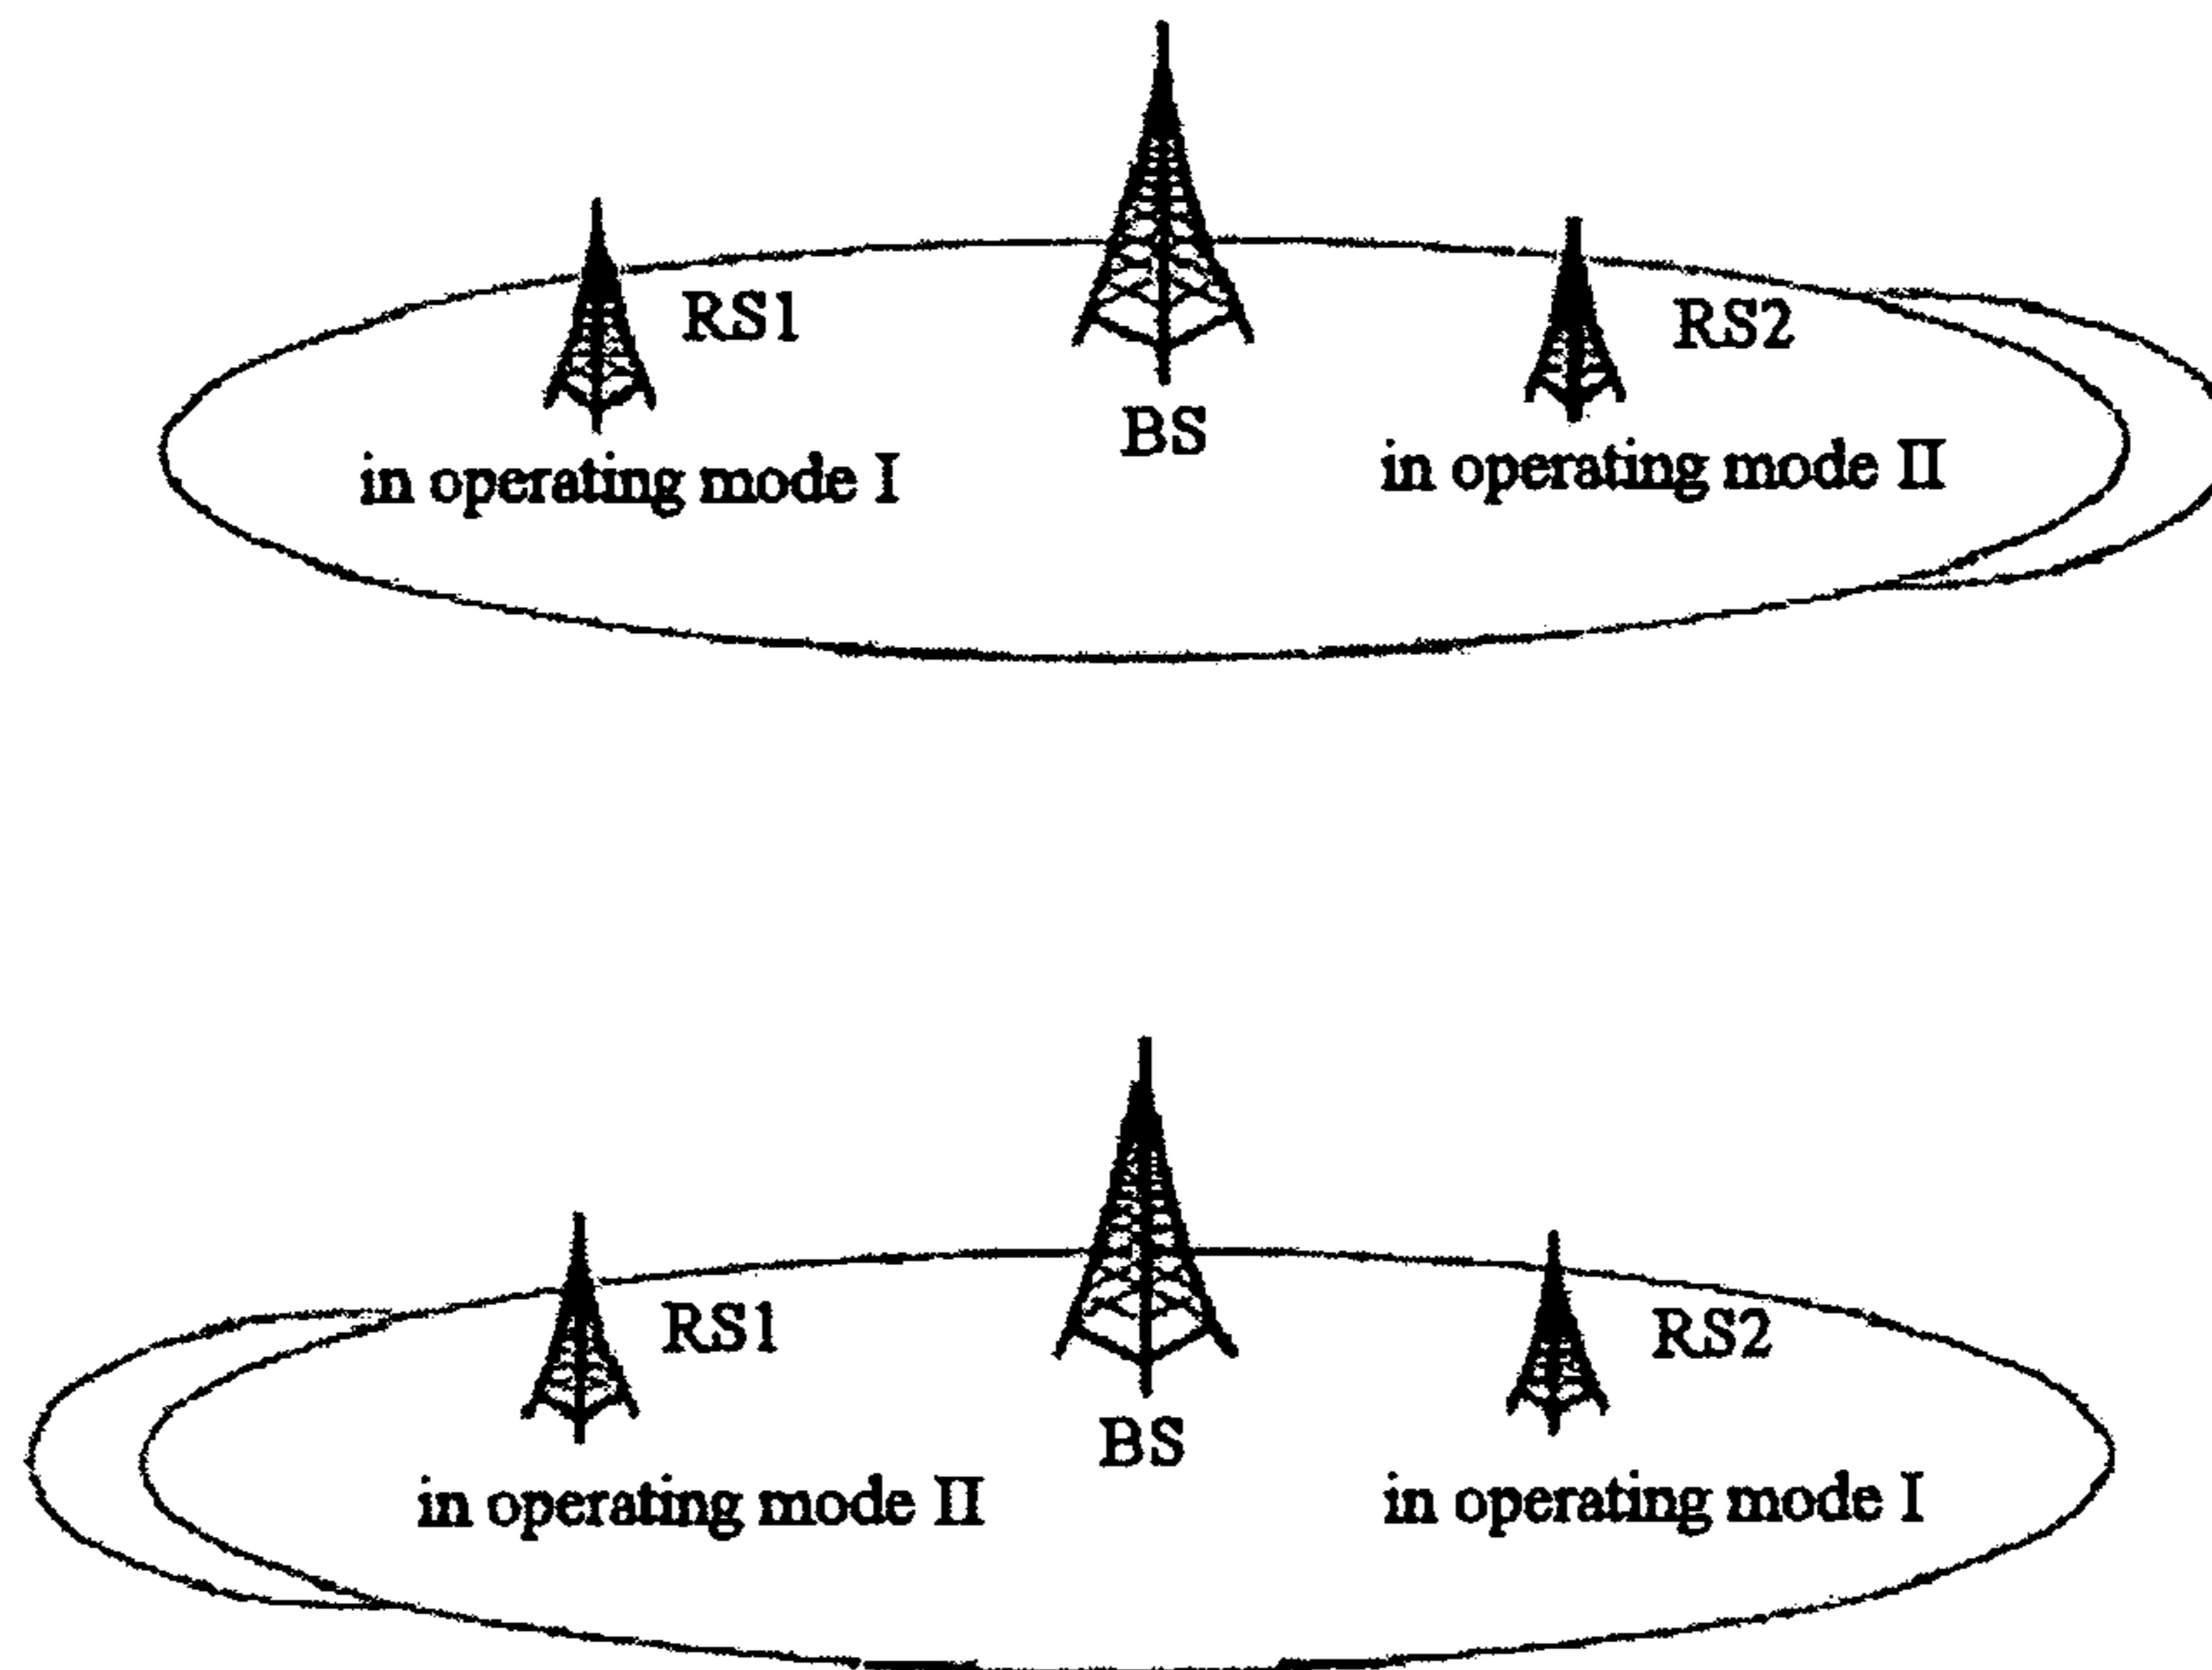 RS1
RS2
BS
in operating mode I
in operating mode II
RS1
RS2
BS
in operating mode II
in operating mode I